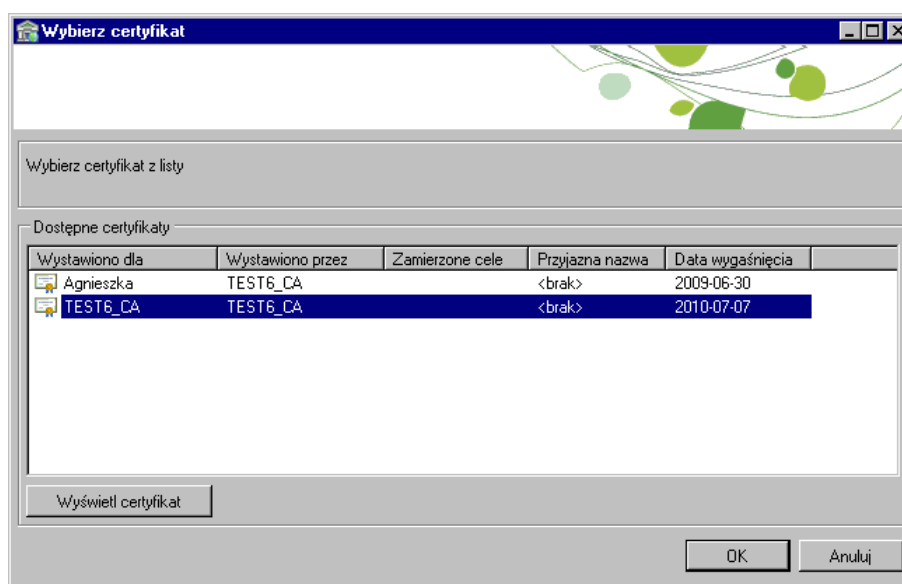 Wybierz certyfikat
Wybierz certyfikat z listy
Dostępne certyfikaty
Wystawiono dla Wystawiono przez Zamierzone cele Przyjazna nazwa Data wygaśnięcia
Agnieszka TEST6_CA <brak> 2009-06-30
TEST6_CA TEST6_CA <brak> 2010-07-07
Wyświetl certyfikat
OK Anuluj